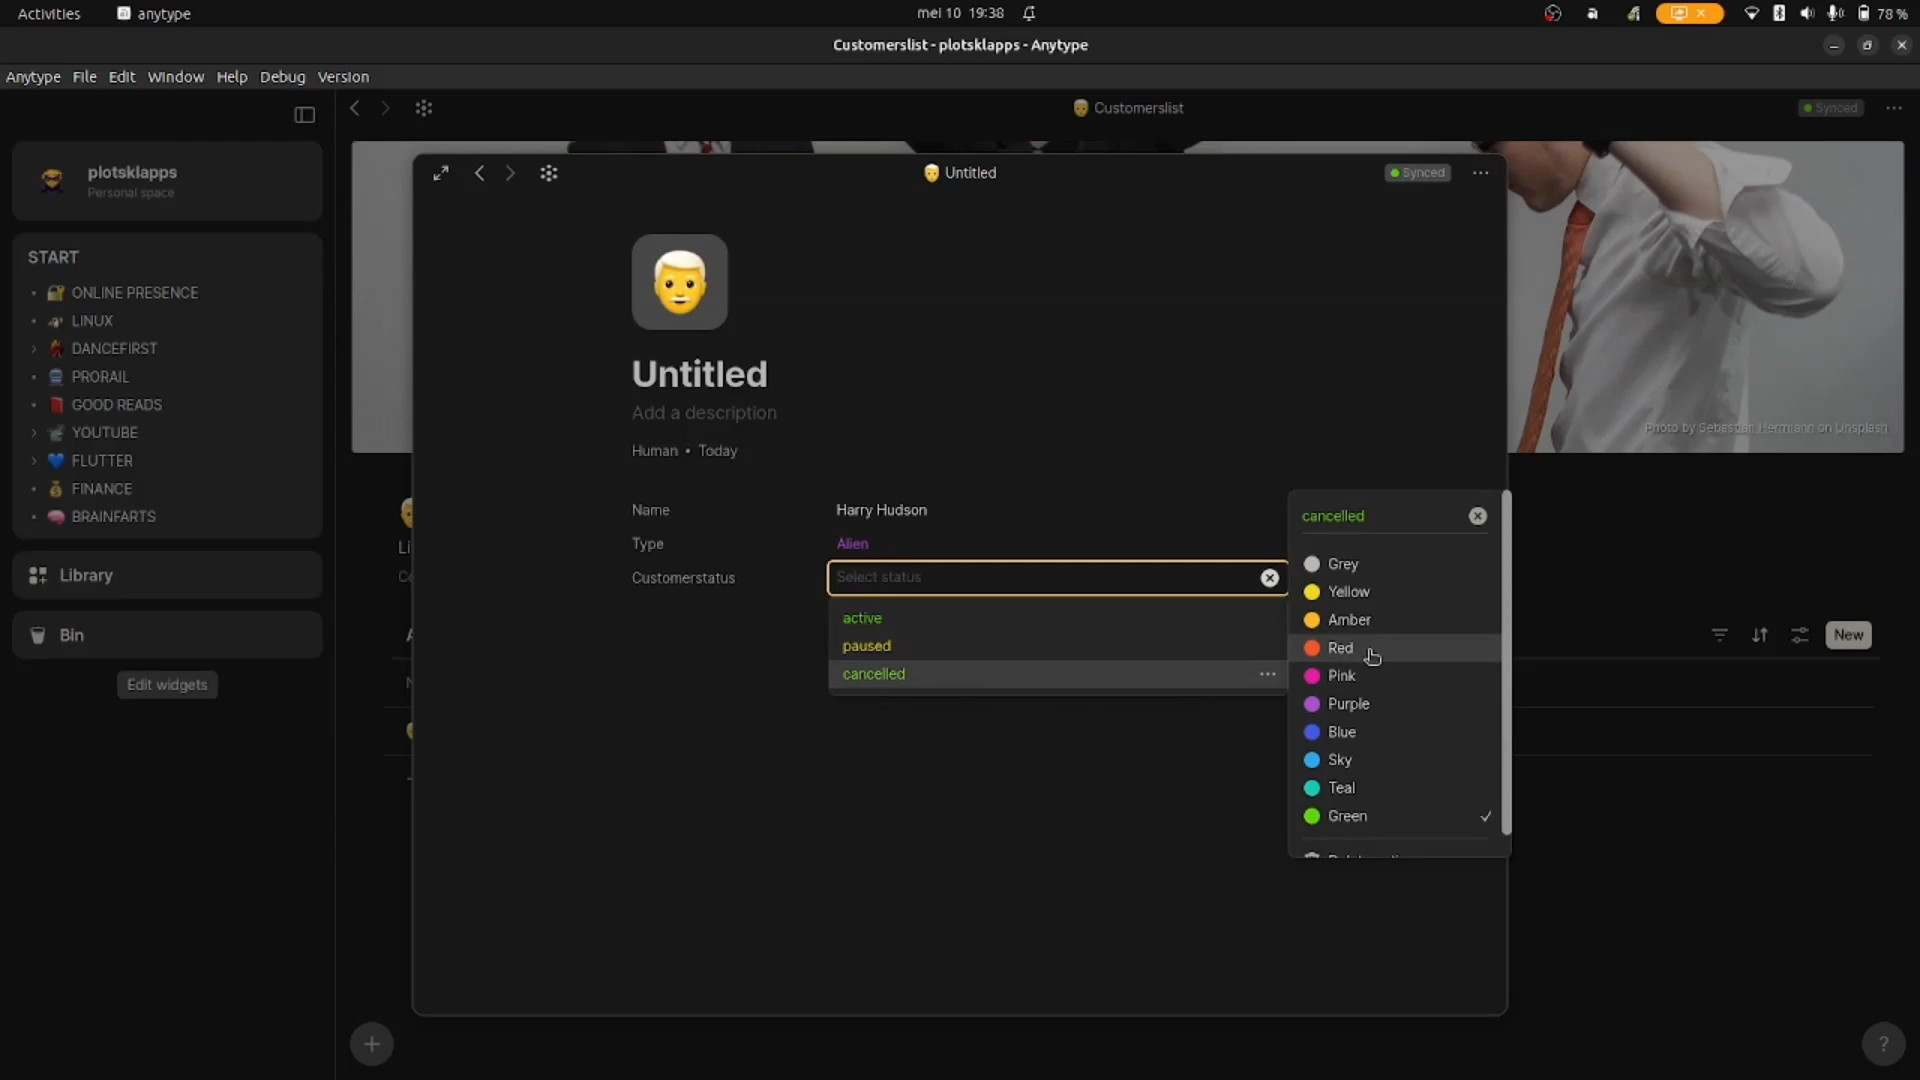 Activities
anytype
mei 10 19:38
78 %
Customerslist - plotsklapps - Anytype
Anytype File Edit Window Help Debug Version
Customerslist
Synced
plotsklapps
Personal space
START
ONLINE PRESENCE
LINUX
DANCEFIRST
PRORAIL
GOOD READS
YOUTUBE
FLUTTER
FINANCE
BRAINFARTS
Library
Bin
Edit widgets
Untitled
Synced
Untitled
Add a description
Human • Today
Name Harry Hudson
Type Alien
Customerstatus Select status
active
paused
cancelled
cancelled
Grey
Yellow
Amber
Red
Pink
Purple
Blue
Sky
Teal
Green
Photo by Sebastian Herrmann on Unsplash
New
?